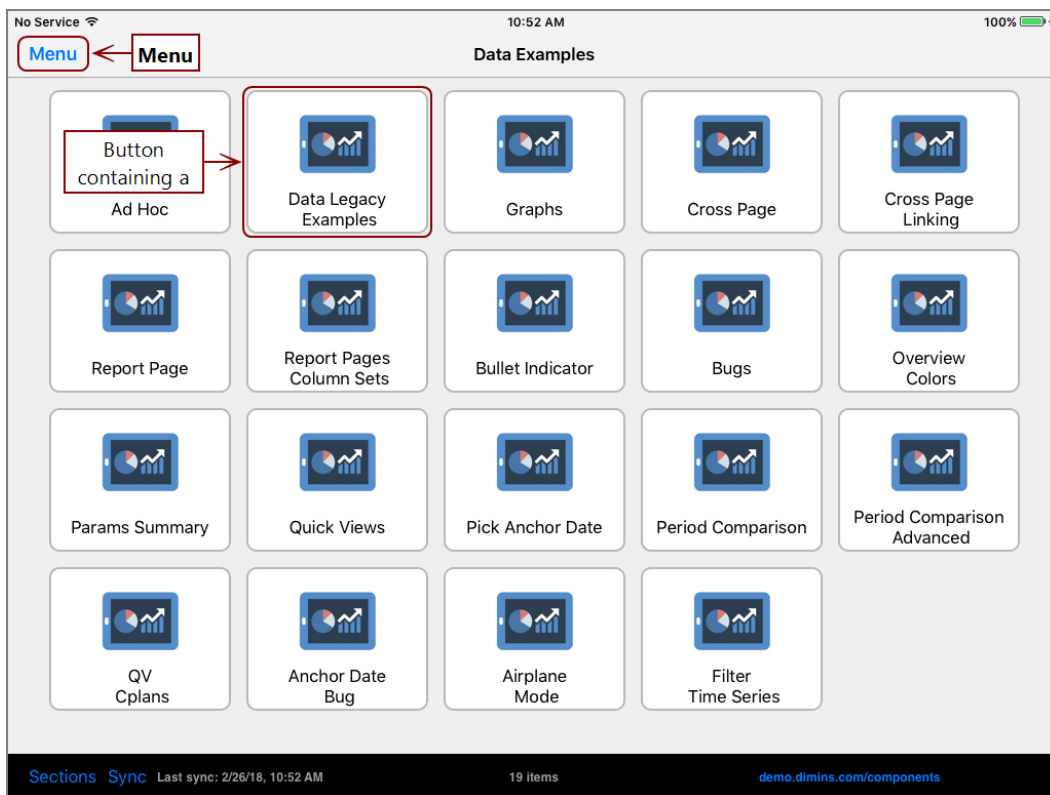 No Service
10:52 AM
100%
Menu
Menu
Data Examples
Button
containing a
Ad Hoc
Data Legacy
Examples
Graphs
Cross Page
Cross Page
Linking
Report Page
Report Pages
Column Sets
Bullet Indicator
Bugs
Overview
Colors
Params Summary
Quick Views
Pick Anchor Date
Period Comparison
Period Comparison
Advanced
QV
Cplans
Anchor Date
Bug
Airplane
Mode
Filter
Time Series
Sections Sync Last sync: 2/26/18, 10:52 AM
19 items
demo.dimins.com/components